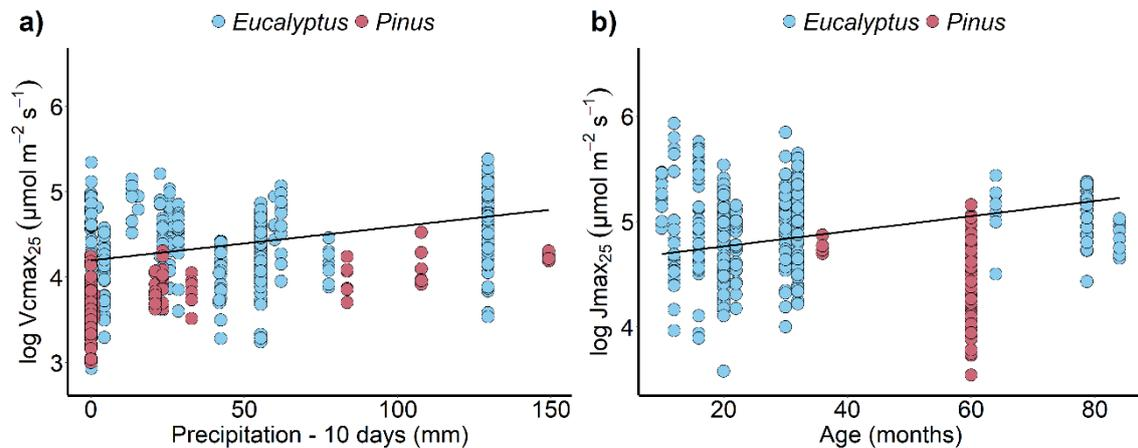 a)
Eucalyptus Pinus
log Vcmax₂₅ (µmol m⁻² s⁻¹)
6
5
4
3
0 50 100 150
Precipitation - 10 days (mm)
b)
Eucalyptus Pinus
log Jmax₂₅ (µmol m⁻² s⁻¹)
6
5
4
20 40 60 80
Age (months)